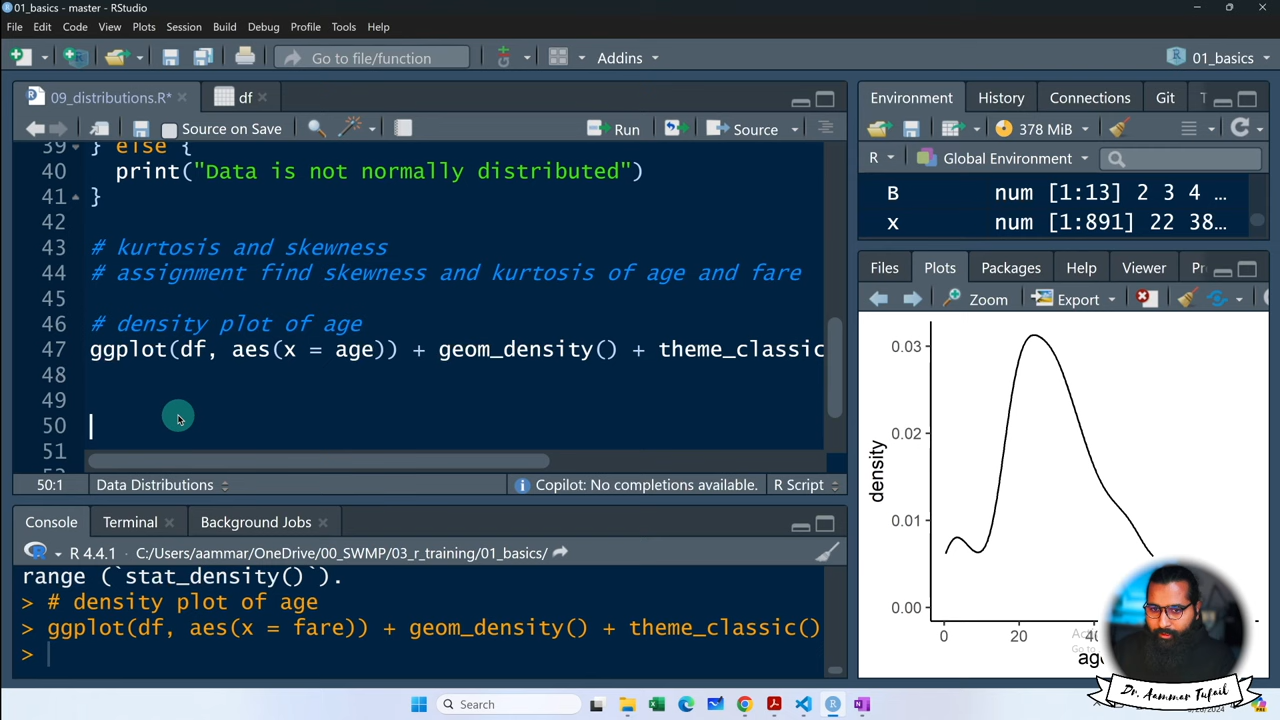 01_basics - master - RStudio
File Edit Code View Plots Session Build Debug Profile Tools Help
Go to file/function Addins 01_basics
09_distributions.R* df
Source on Save Run Source
39 } else {
40 print("Data is not normally distributed")
41 }
42
43 # kurtosis and skewness
44 # assignment find skewness and kurtosis of age and fare
45
46 # density plot of age
47 ggplot(df, aes(x = age)) + geom_density() + theme_classic
48
49
50
51
50:1 Data Distributions Copilot: No completions available. R Script
Console Terminal Background Jobs
R 4.4.1 C:/Users/aammar/OneDrive/00_SWMP/03_r_training/01_basics/
range (`stat_density()`).
> # density plot of age
> ggplot(df, aes(x = fare)) + geom_density() + theme_classic()
>
Environment History Connections Git
378 MiB
R Global Environment
B num [1:13] 2 3 4 ...
x num [1:891] 22 38...
Files Plots Packages Help Viewer
Zoom Export
0.03
0.02
0.01
0.00
density
0 20
Dr. Aammar Tufail
Search